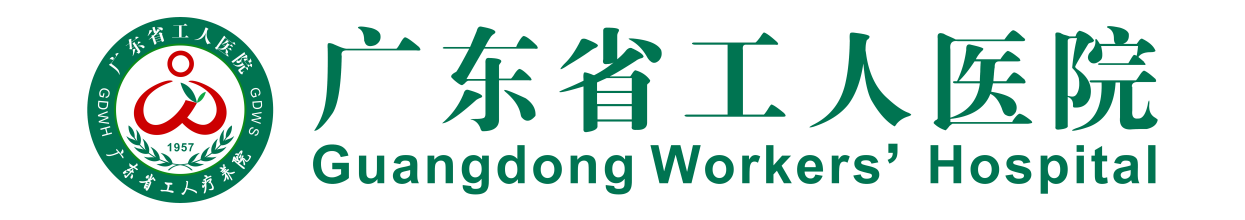 广东省工人医院
GDWH
GDWS
1957
广东省工人疗养院
广东省工人医院
Guangdong Workers’ Hospital